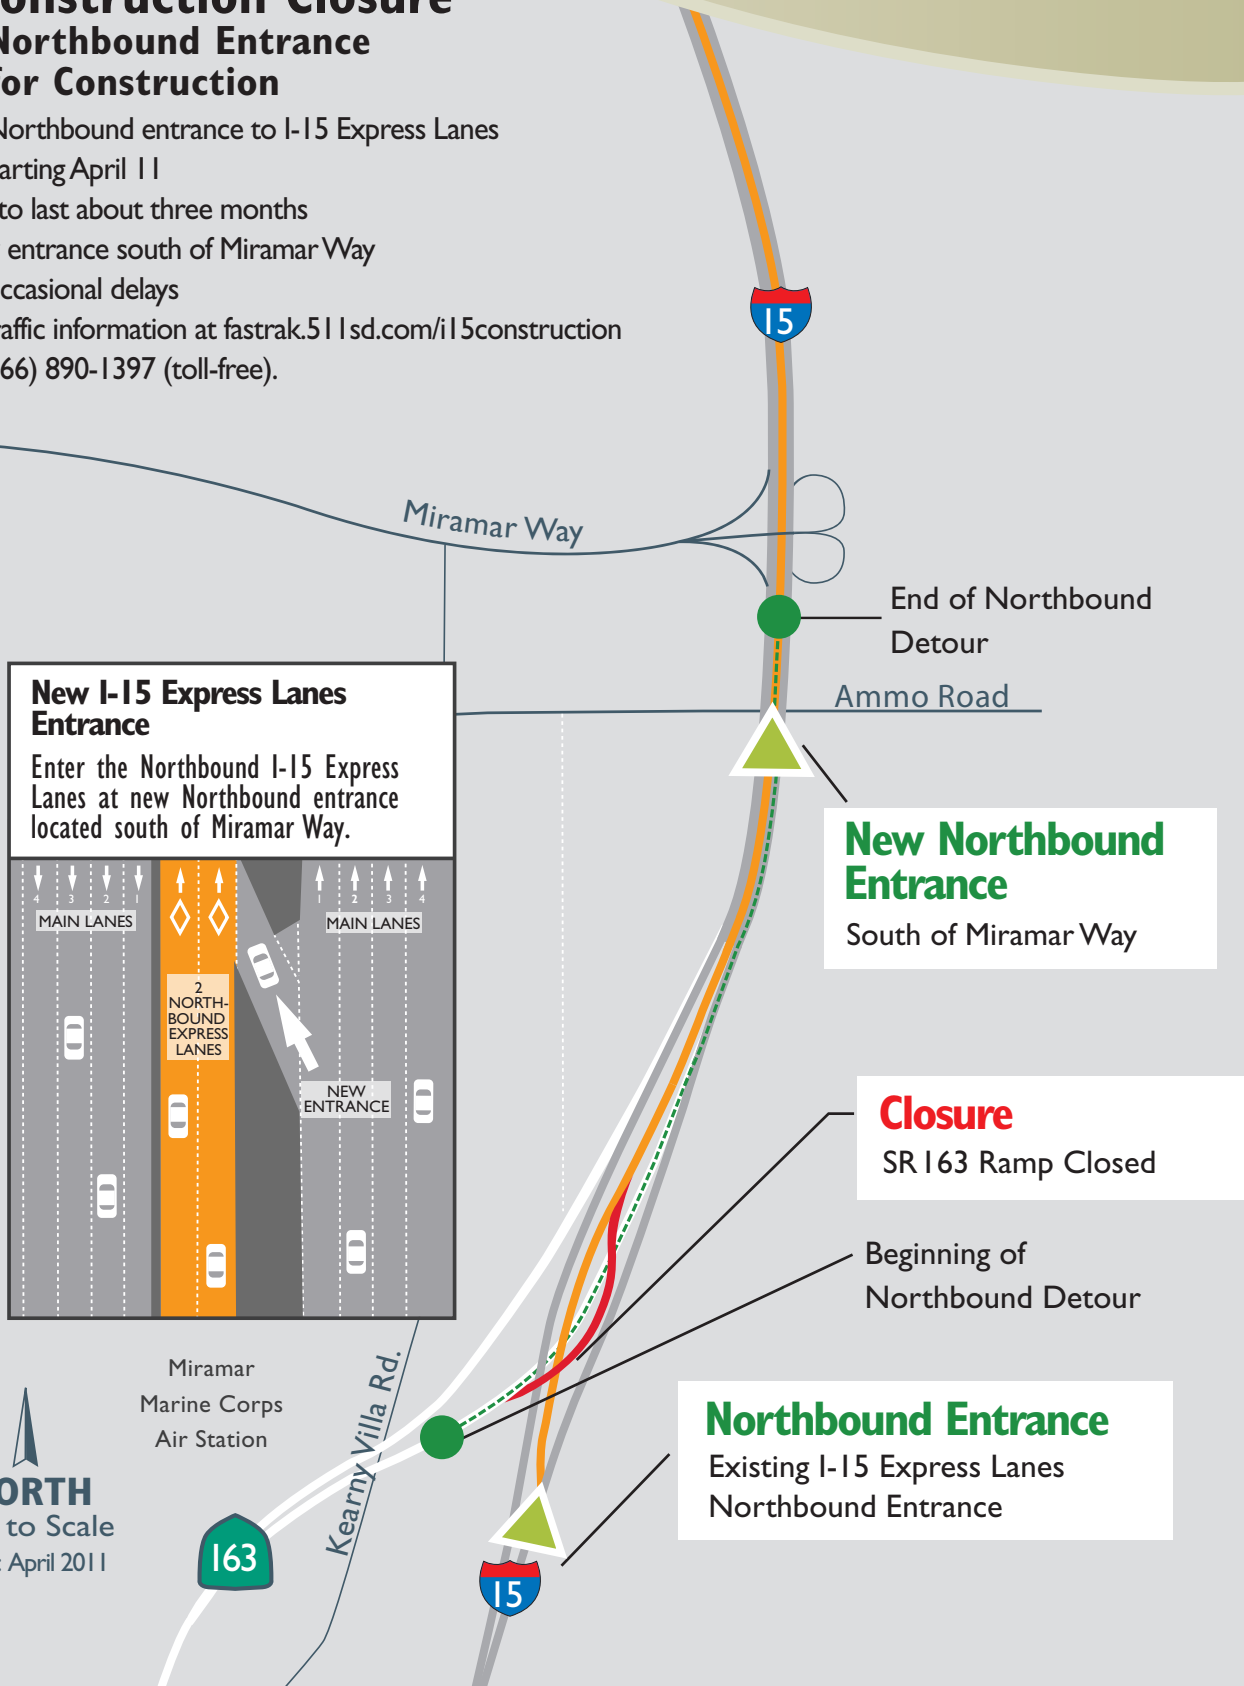 onstruction Closure
Northbound Entrance
for Construction
Northbound entrance to I-15 Express Lanes
arting April 11
to last about three months
entrance south of Miramar Way
ccasional delays
raffic information at fastrak.511sd.com/i15construction
66) 890-1397 (toll-free).
15
Miramar Way
End of Northbound
Detour
Ammo Road
New I-15 Express Lanes
Entrance
Enter the Northbound I-15 Express
Lanes at new Northbound entrance
located south of Miramar Way.
4 3 2 1
MAIN LANES
1 2 3 4
MAIN LANES
2
NORTH-
BOUND
EXPRESS
LANES
NEW
ENTRANCE
New Northbound
Entrance
South of Miramar Way
Closure
SR163 Ramp Closed
Beginning of
Northbound Detour
Northbound Entrance
Existing I-15 Express Lanes
Northbound Entrance
Miramar
Marine Corps
Air Station
Kearny Villa Rd.
ORTH
to Scale
: April 2011
163
15